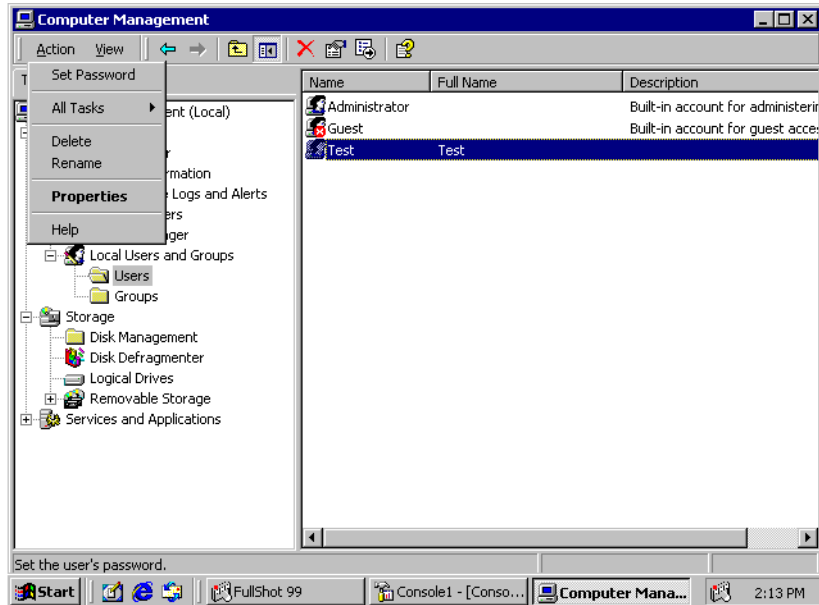 Computer Management
Action View
Set Password
All Tasks
Delete
Rename
Properties
Help
T
ent (Local)
r
rmation
Logs and Alerts
ers
ger
Local Users and Groups
Users
Groups
Storage
Disk Management
Disk Defragmenter
Logical Drives
Removable Storage
Services and Applications
Name Full Name Description
Administrator Built-in account for administerin
Guest Built-in account for guest acces
Test Test
Set the user's password.
Start FullShot 99 Console1 - [Conso... Computer Mana... 2:13 PM